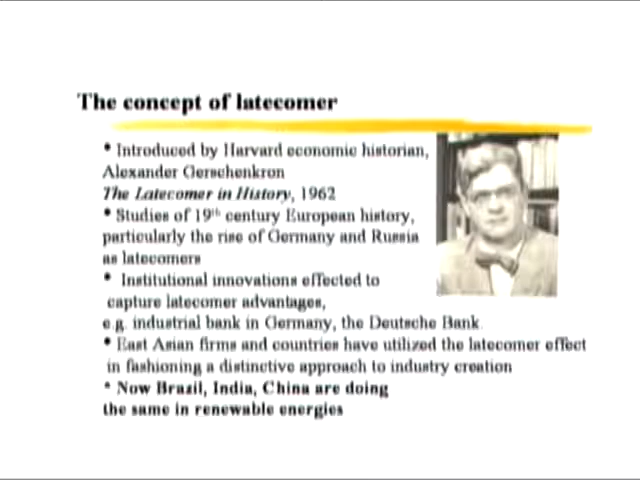 The concept of latecomer
* Introduced by Harvard economic historian,
Alexander Gerschenkron
The Latecomer in History, 1962
* Studies of 19th century European history,
particularly the rise of Germany and Russia
as latecomers
* Institutional innovations effected to
capture latecomer advantages,
e.g. industrial bank in Germany, the Deutsche Bank
* East Asian firms and countries have utilized the latecomer effect
in fashioning a distinctive approach to industry creation
* Now Brazil, India, China are doing
the same in renewable energies